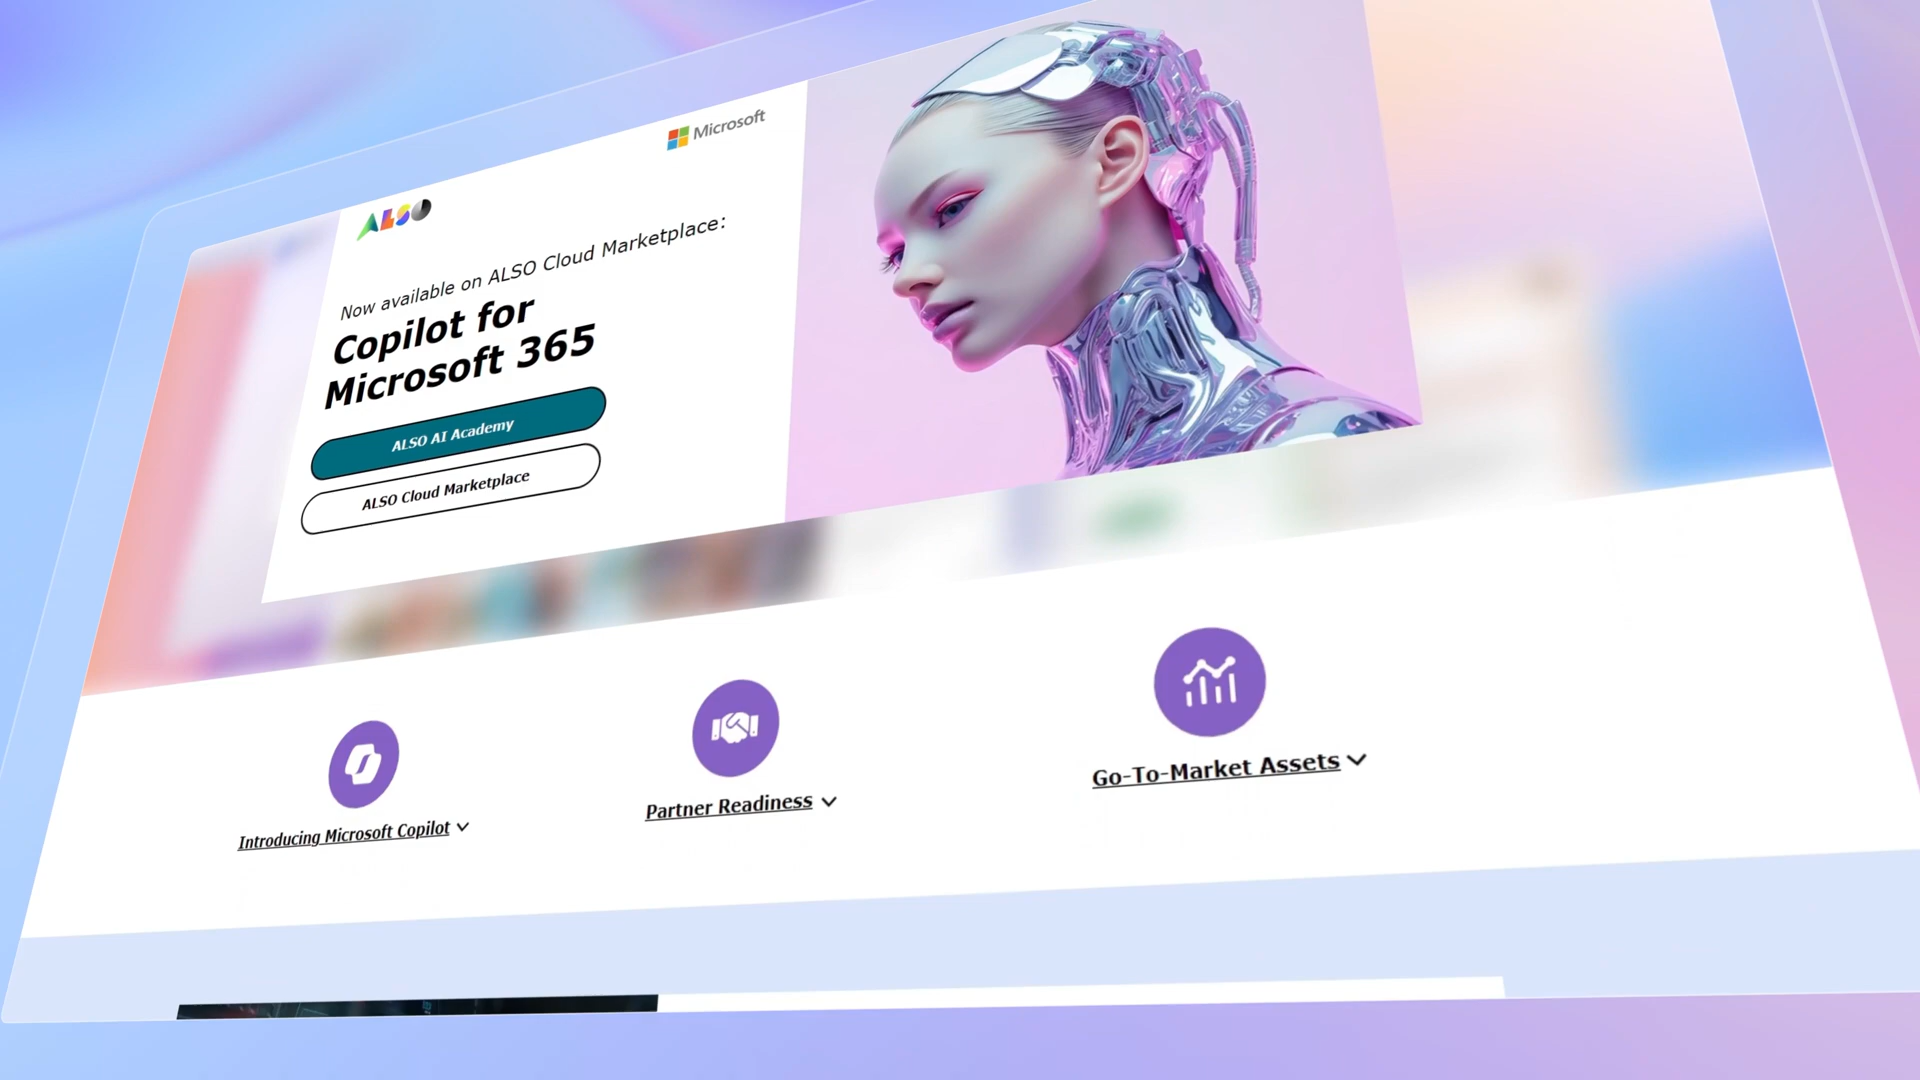 Microsoft
ALSO
Now available on ALSO Cloud Marketplace:
Copilot for
Microsoft 365
ALSO AI Academy
ALSO Cloud Marketplace
Introducing Microsoft Copilot
Partner Readiness
Go-To-Market Assets